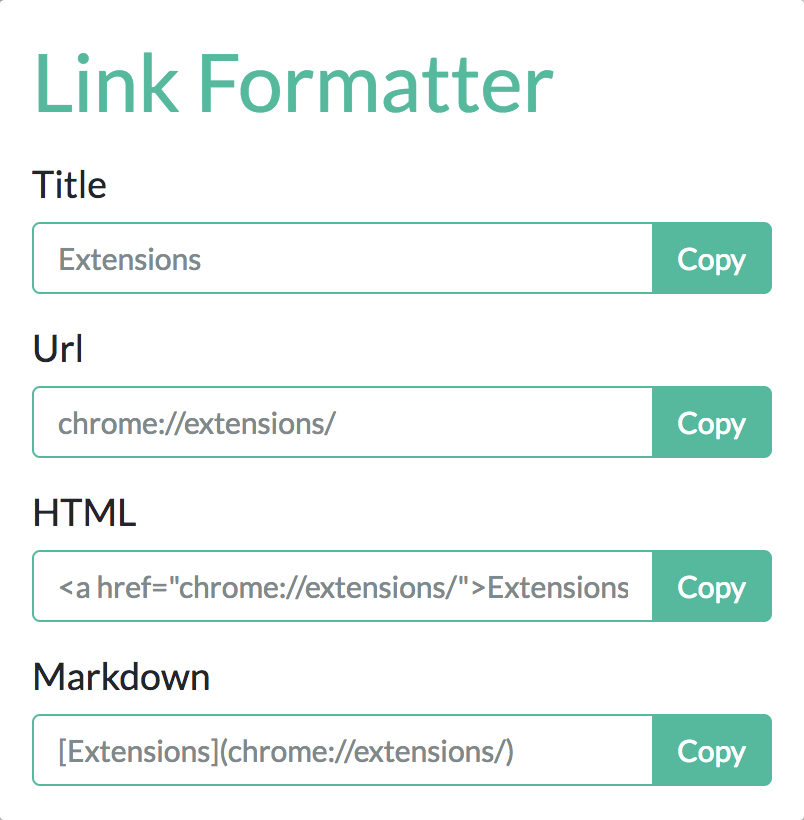 Link Formatter
Title
Extensions Copy
Url
chrome://extensions/ Copy
HTML
<a href="chrome://extensions/">Extensions Copy
Markdown
[Extensions](chrome://extensions/) Copy